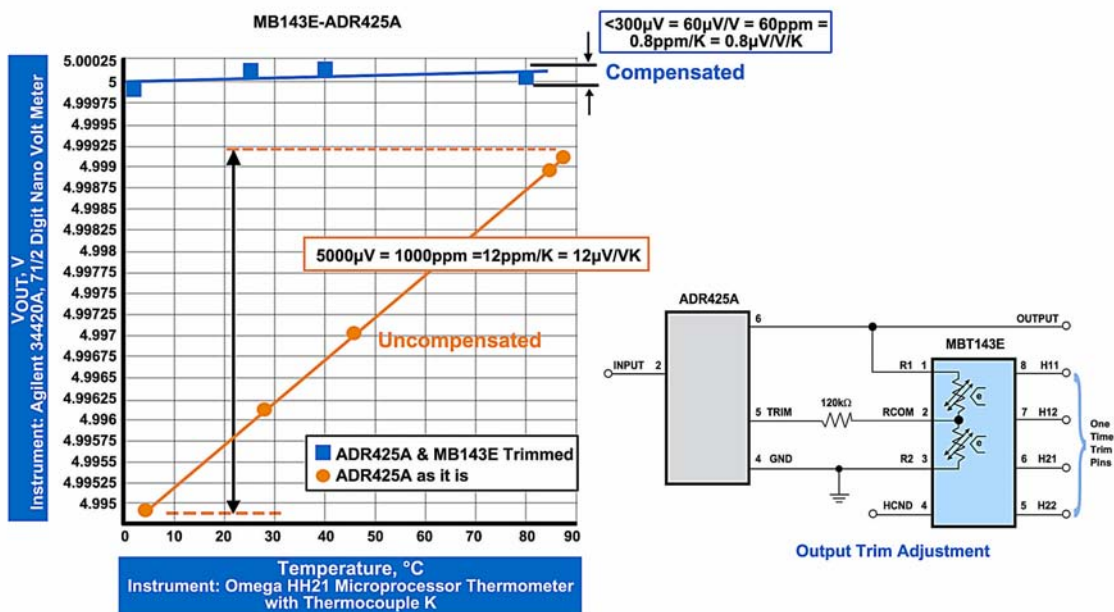 MB143E-ADR425A
<300µV = 60µV/V = 60ppm =
0.8ppm/K = 0.8µV/V/K
Compensated
VOUT, V
Instrument: Agilent 34420A, 71/2 Digit Nano Volt Meter
5.00025
5
4.99975
4.9995
4.99925
4.999
4.99875
4.9985
4.99825
4.998
4.99775
4.9975
4.99725
4.997
4.99675
4.9965
4.99625
4.996
4.99575
4.9955
4.99525
4.995
5000µV = 1000ppm =12ppm/K = 12µV/VK
Uncompensated
ADR425A & MB143E Trimmed
ADR425A as it is
0 10 20 30 40 50 60 70 80 90
Temperature, °C
Instrument: Omega HH21 Microprocessor Thermometer
with Thermocouple K
ADR425A
6
OUTPUT
MBT143E
INPUT 2
R1 1
8 H11
5 TRIM
120kΩ
RCOM 2
7 H12
4 GND
R2 3
6 H21
HCND 4
5 H22
One
Time
Trim
Pins
Output Trim Adjustment